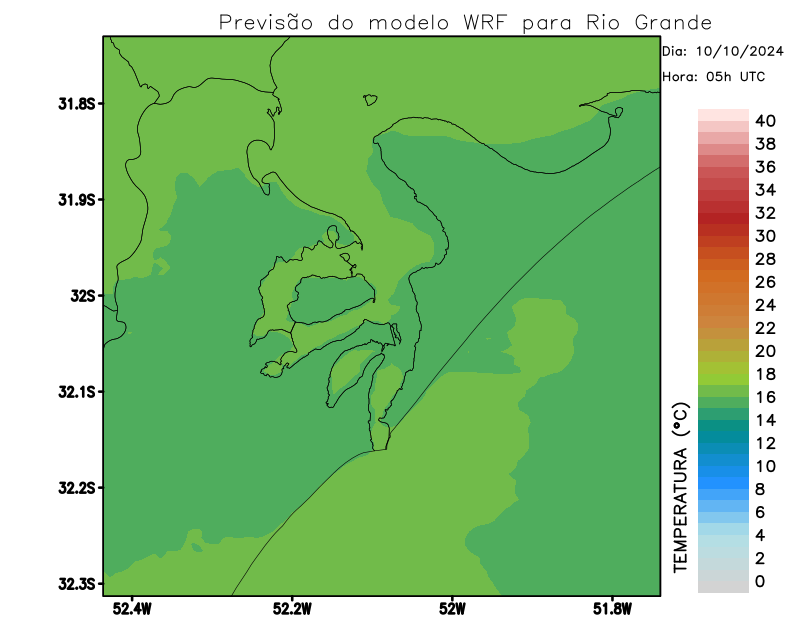 Previsão do modelo WRF para Rio Grande
Dia: 10/10/2024
Hora: 05h UTC
31.8S
31.9S
32S
32.1S
32.2S
32.3S
52.4W
52.2W
52W
51.8W
TEMPERATURA (°C)
40
38
36
34
32
30
28
26
24
22
20
18
16
14
12
10
8
6
4
2
0